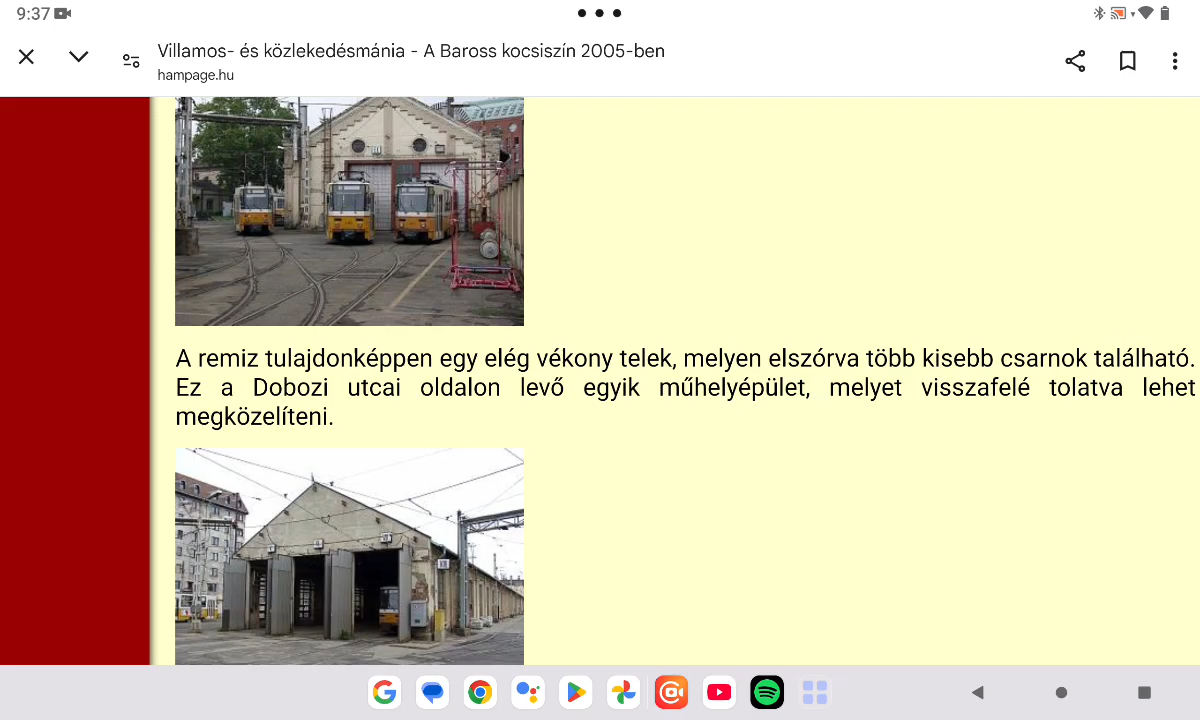 9:37
Villamos- és közlekedésmánia - A Baross kocsiszín 2005-ben
hampage.hu
A remiz tulajdonképpen egy elég vékony telek, melyen elszórva több kisebb csarnok található.
Ez a Dobozi utcai oldalon levő egyik műhelyépület, melyet visszafelé tolatva lehet
megközelíteni.